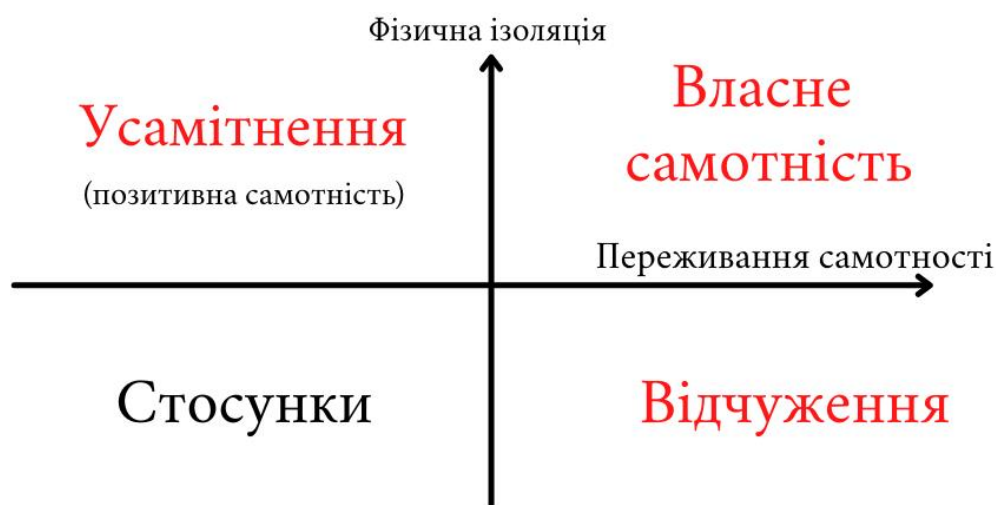 Фізична ізоляція
Усамітнення
(позитивна самотність)
Власне
самотність
Переживання самотності
Стосунки
Відчуження